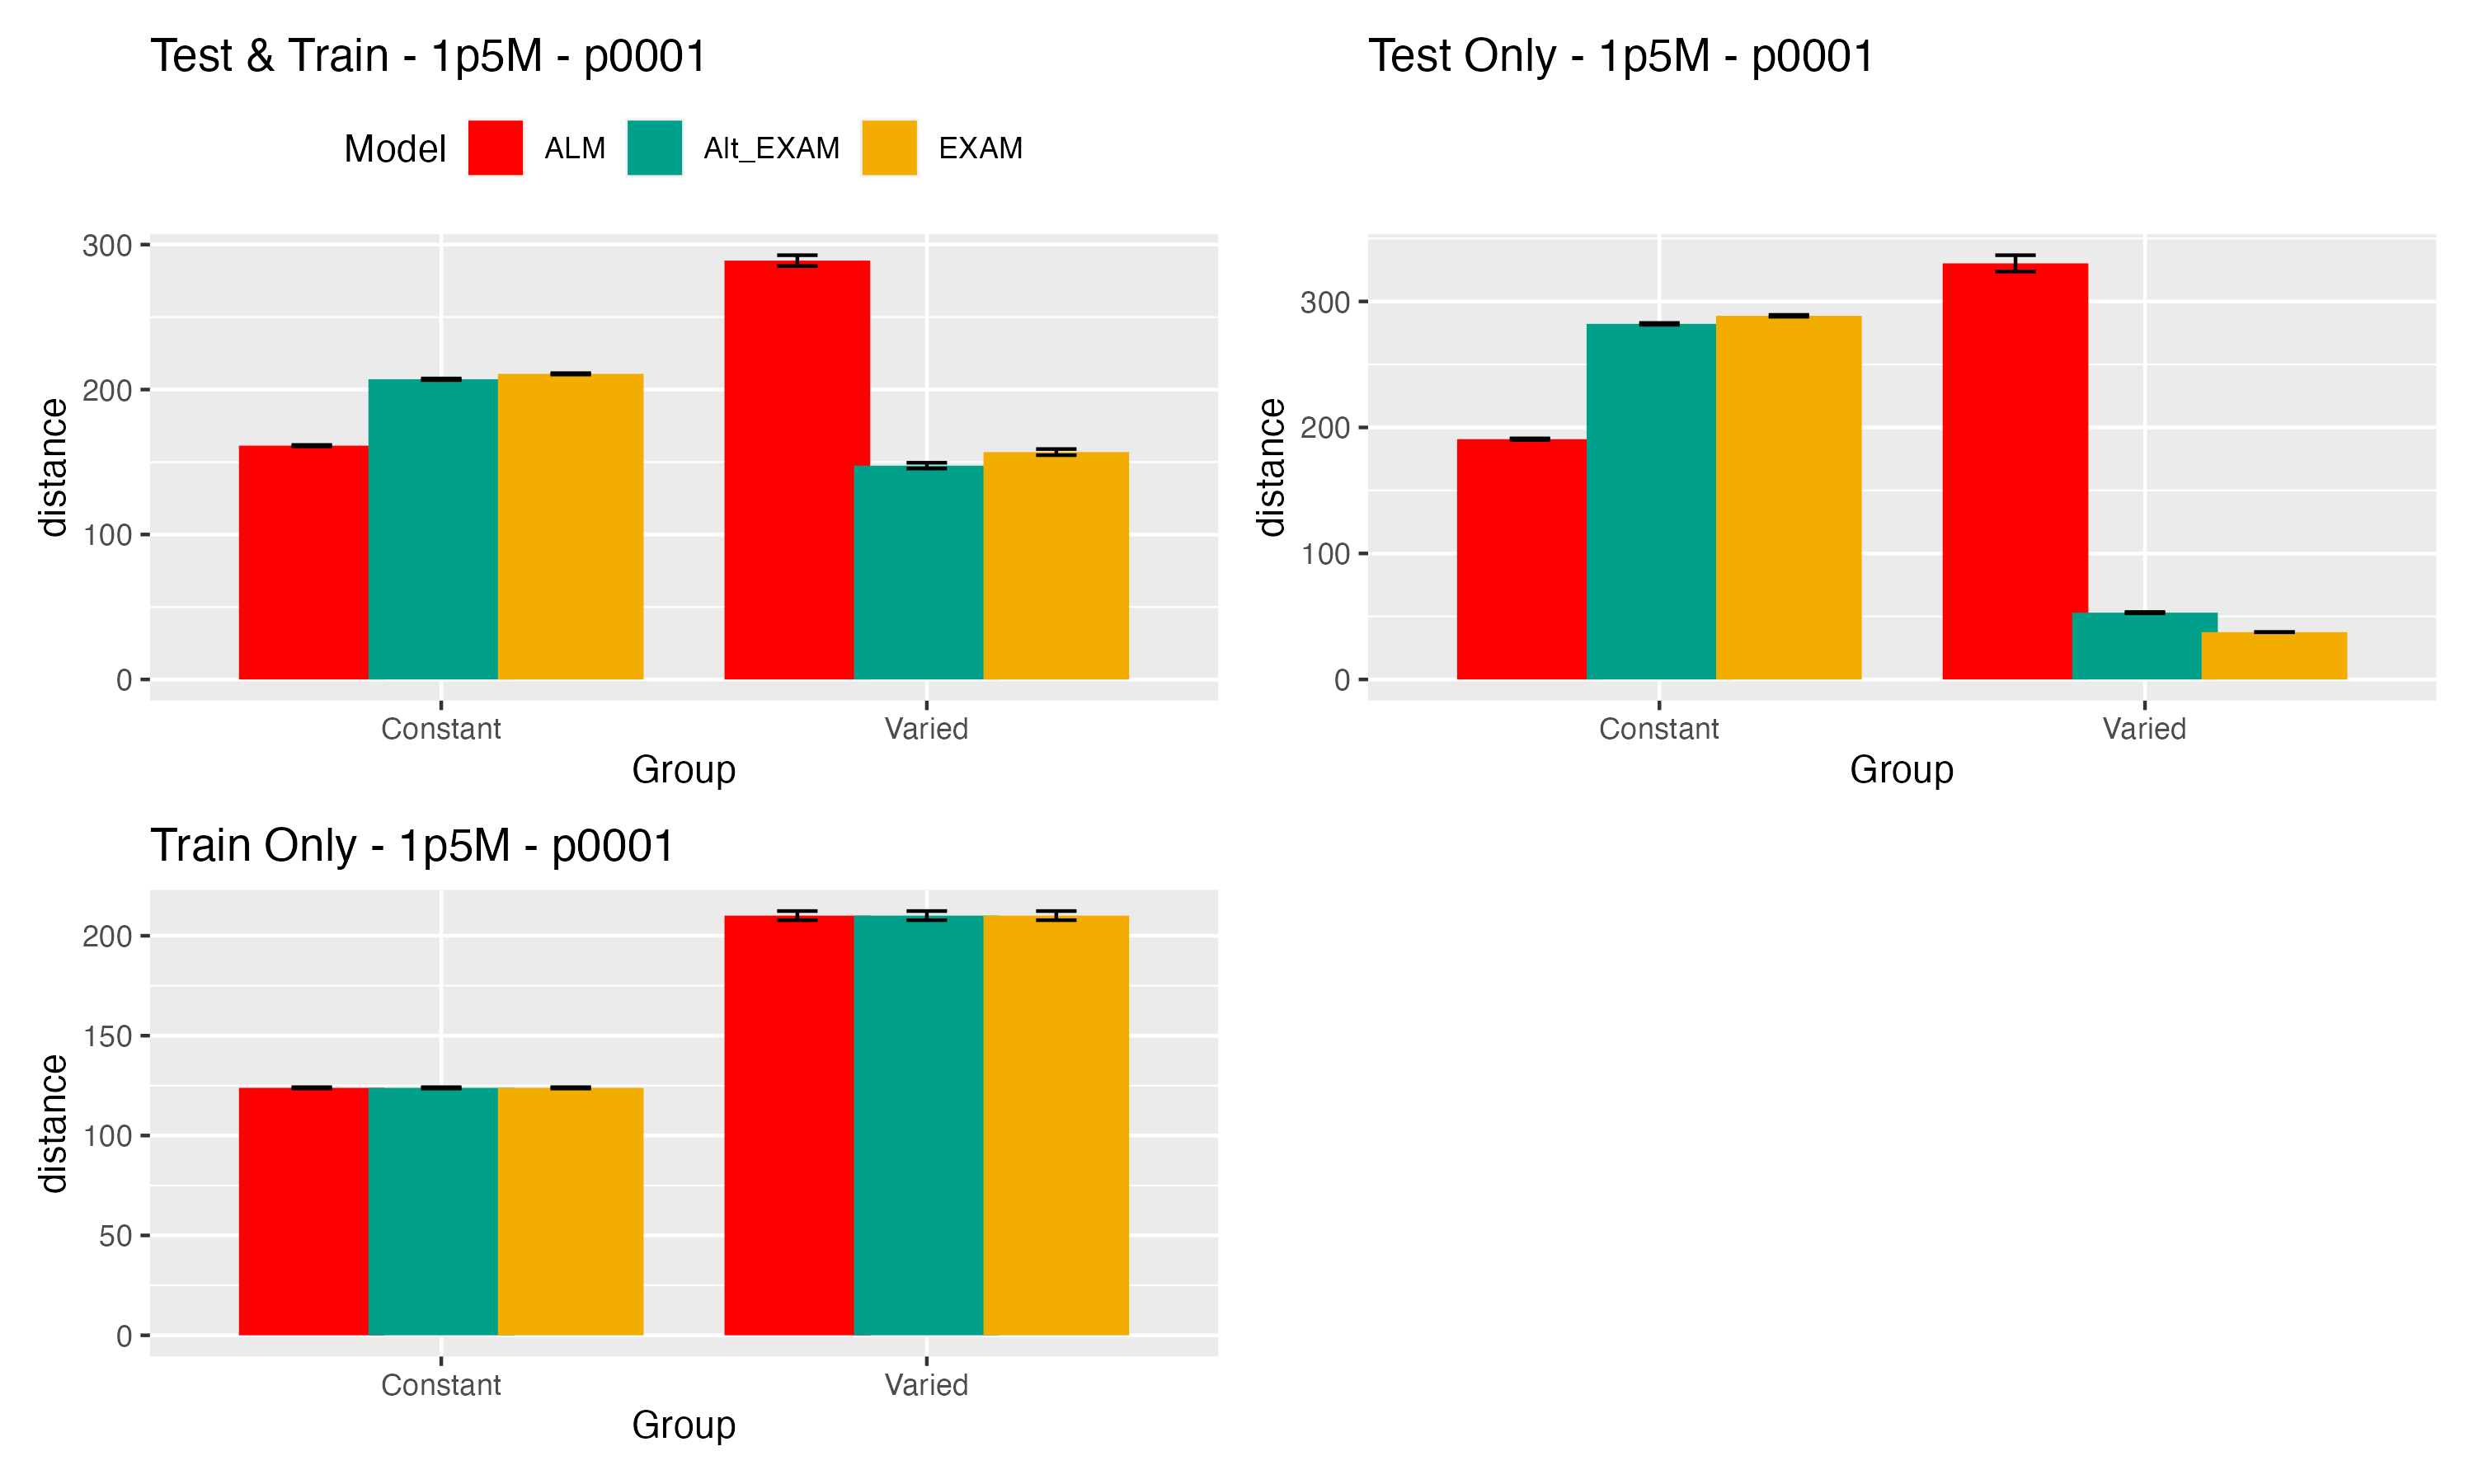 Test & Train - 1p5M - p0001
Model ALM Alt_EXAM EXAM
300
200
100
0
distance
Constant Varied
Group
Test Only - 1p5M - p0001
300
200
100
0
distance
Constant Varied
Group
Train Only - 1p5M - p0001
200
150
100
50
0
distance
Constant Varied
Group